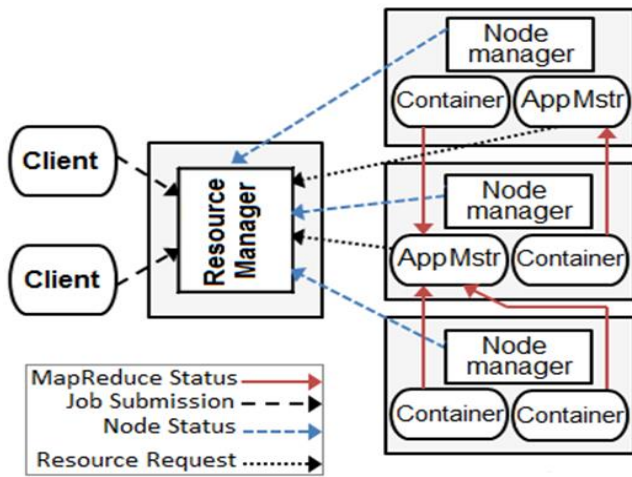 Node
manager
Container
App Mstr
Client
Resource
Manager
Node
manager
App Mstr
Container
Client
Node
manager
Container
Container
MapReduce Status
Job Submission
Node Status
Resource Request